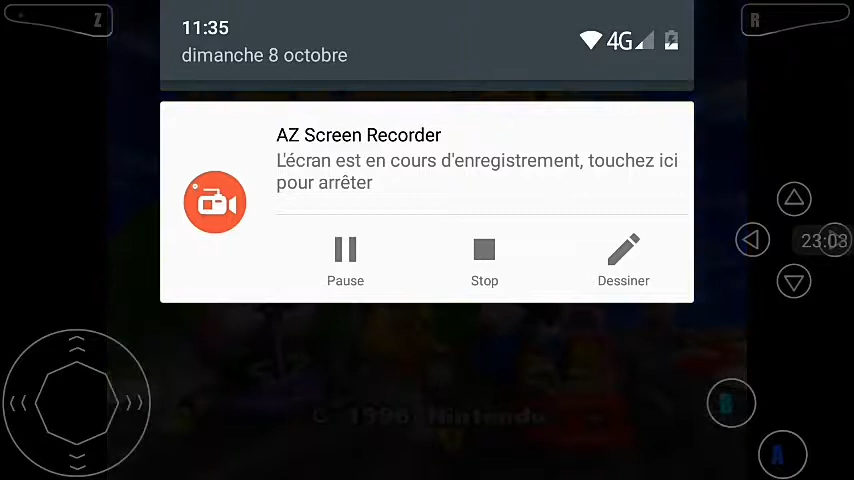 Z
R
11:35
dimanche 8 octobre
4G
AZ Screen Recorder
L'écran est en cours d'enregistrement, touchez ici
pour arrêter
Pause
Stop
Dessiner
23:03
B
© 1996 Nintendo
A